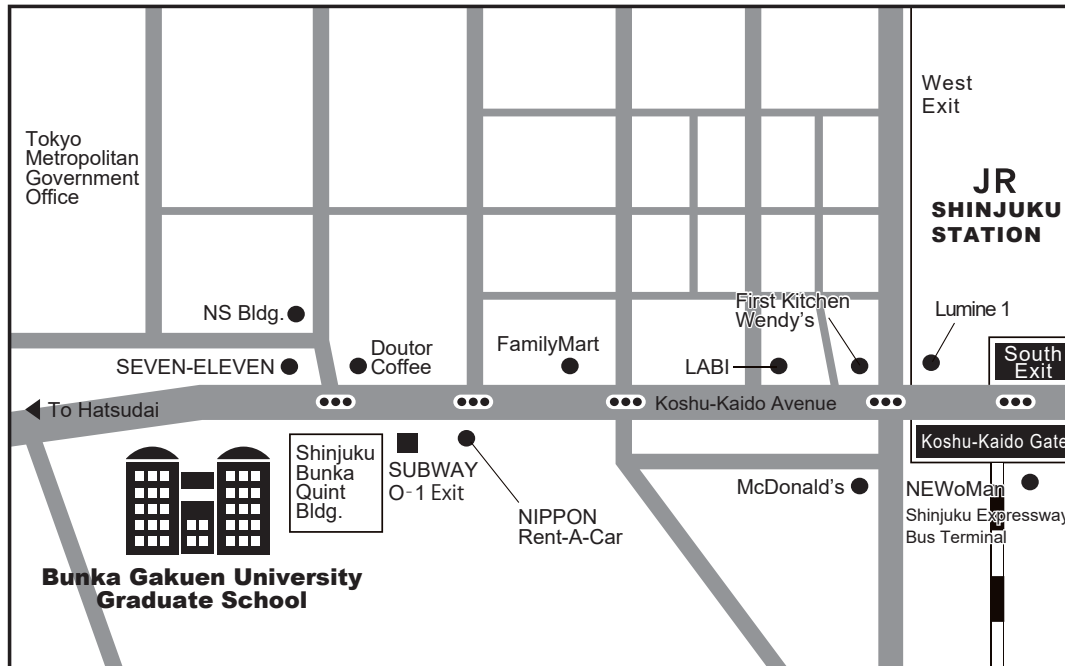 West
Exit
Tokyo
Metropolitan
Government
Office
JR
SHINJUKU
STATION
NS Bldg.
First Kitchen
Wendy's
Lumine 1
SEVEN-ELEVEN
Doutor
Coffee
FamilyMart
LABI
South
Exit
To Hatsudai
Koshu-Kaido Avenue
Koshu-Kaido Gate
Shinjuku
Bunka
Quint
Bldg.
SUBWAY
O-1 Exit
NIPPON
Rent-A-Car
McDonald's
NEWoMan
Shinjuku Expressway
Bus Terminal
Bunka Gakuen University
Graduate School